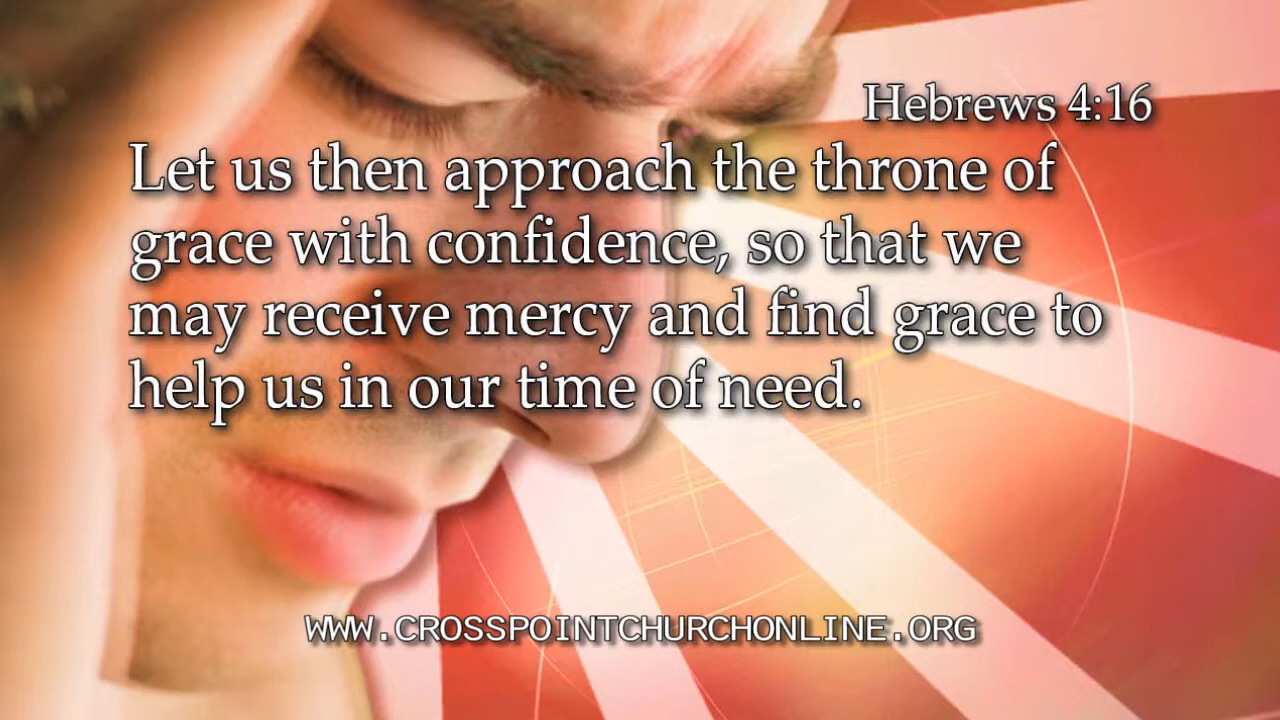 Hebrews 4:16
Let us then approach the throne of
grace with confidence, so that we
may receive mercy and find grace to
help us in our time of need.
WWW.CROSSPOINTCHURCHONLINE.ORG